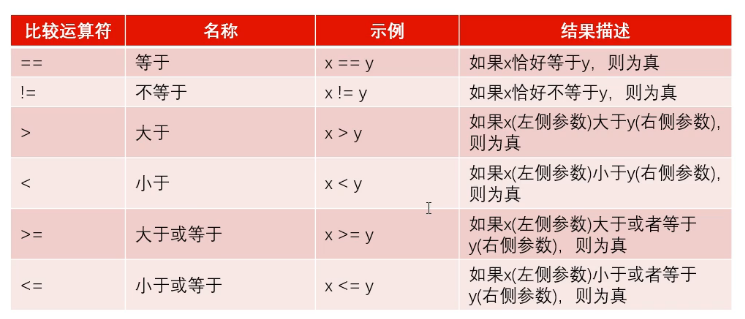 比较运算符 名称 示例 结果描述
== 等于 x == y 如果x恰好等于y，则为真
!= 不等于 x != y 如果x恰好不等于y，则为真
> 大于 x > y 如果x(左侧参数)大于y(右侧参数),
则为真
< 小于 x < y 如果x(左侧参数)小于y(右侧参数),
则为真
>= 大于或等于 x >= y 如果x(左侧参数)大于或者等于
y(右侧参数)，则为真
<= 小于或等于 x <= y 如果x(左侧参数)小于或者等于
y(右侧参数)，则为真